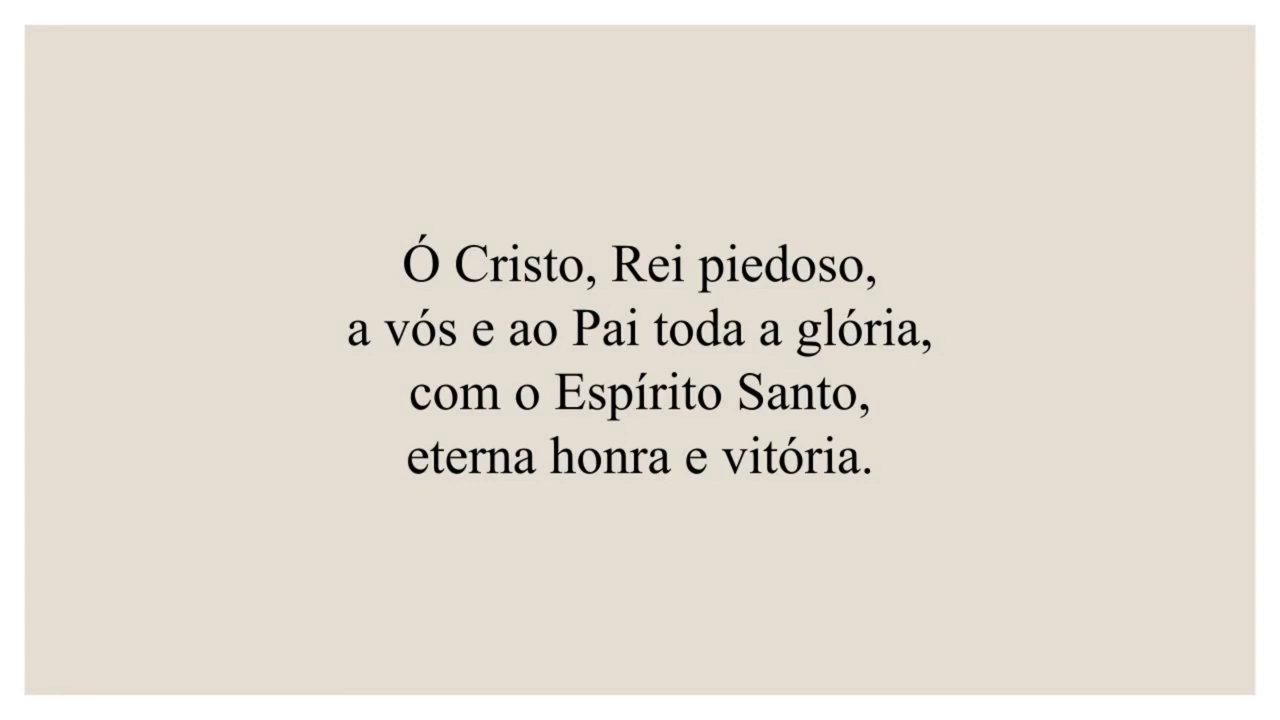 Ó Cristo, Rei piedoso,
a vós e ao Pai toda a glória,
com o Espírito Santo,
eterna honra e vitória.